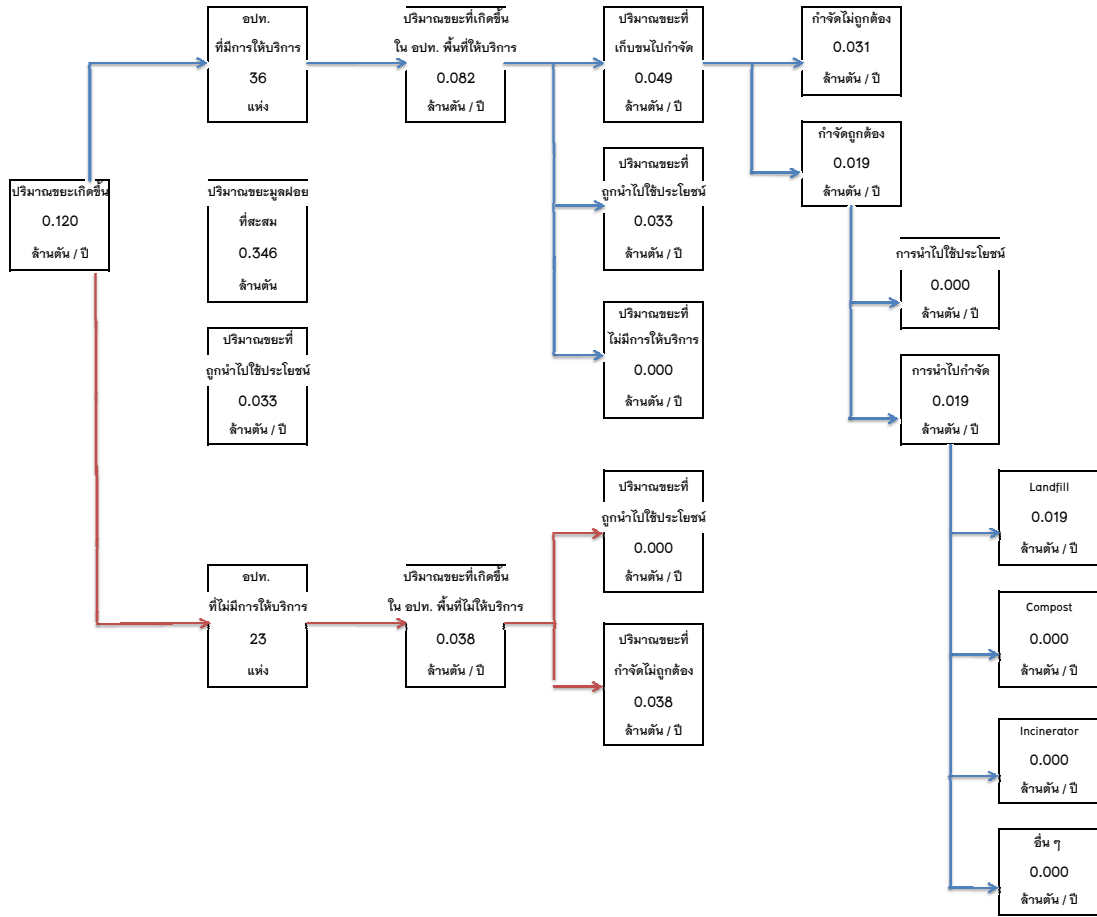 อปท.
ที่มีการให้บริการ
36
แห่ง
ปริมาณขยะที่เกิดขึ้น
ใน อปท. พื้นที่ให้บริการ
0.082
ล้านตัน / ปี
ปริมาณขยะที่
เก็บขนไปกำจัด
0.049
ล้านตัน / ปี
กำจัดไม่ถูกต้อง
0.031
ล้านตัน / ปี
กำจัดถูกต้อง
0.019
ล้านตัน / ปี
ปริมาณขยะเกิดขึ้น
0.120
ล้านตัน / ปี
ปริมาณขยะมูลฝอย
ที่สะสม
0.346
ล้านตัน
ปริมาณขยะที่
ถูกนำไปใช้ประโยชน์
0.033
ล้านตัน / ปี
การนำไปใช้ประโยชน์
0.000
ล้านตัน / ปี
ปริมาณขยะที่
ไม่มีการให้บริการ
0.000
ล้านตัน / ปี
ปริมาณขยะที่
ถูกนำไปใช้ประโยชน์
0.033
ล้านตัน / ปี
การนำไปกำจัด
0.019
ล้านตัน / ปี
ปริมาณขยะที่
ถูกนำไปใช้ประโยชน์
0.000
ล้านตัน / ปี
Landfill
0.019
ล้านตัน / ปี
อปท.
ที่ไม่มีการให้บริการ
23
แห่ง
ปริมาณขยะที่เกิดขึ้น
ใน อปท. พื้นที่ไม่ให้บริการ
0.038
ล้านตัน / ปี
ปริมาณขยะที่
กำจัดไม่ถูกต้อง
0.038
ล้านตัน / ปี
Compost
0.000
ล้านตัน / ปี
Incinerator
0.000
ล้านตัน / ปี
อื่น ๆ
0.000
ล้านตัน / ปี